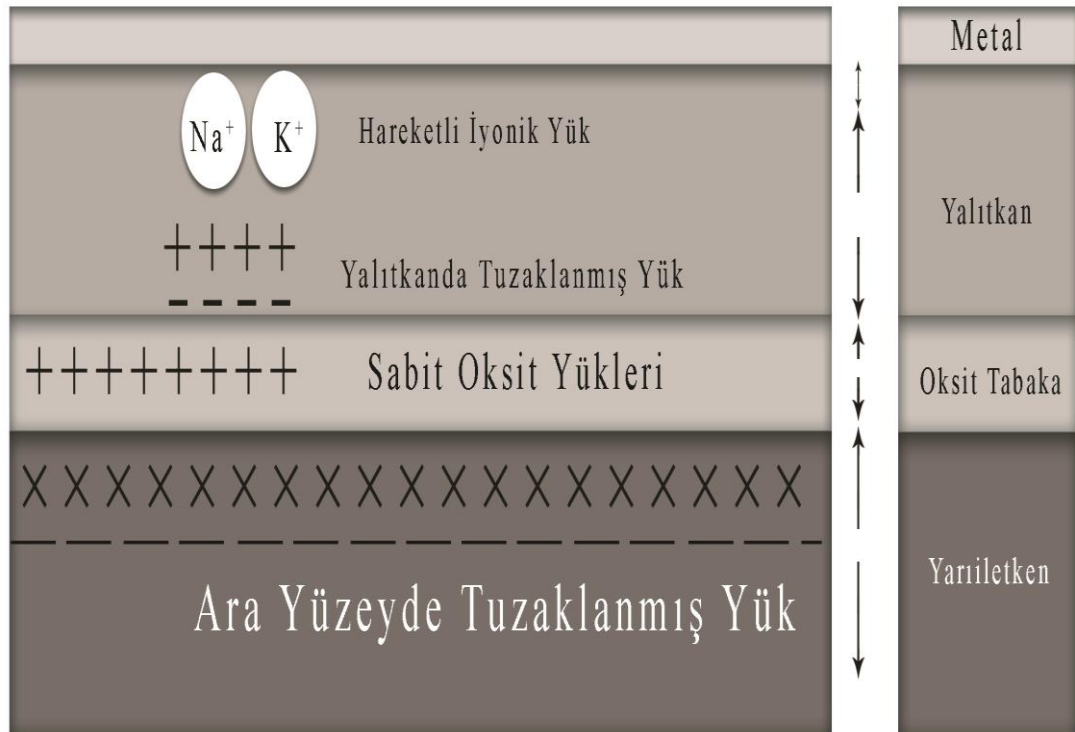 Metal
Na⁺ K⁺ Hareketli İyonik Yük
++++
Yalıtkanda Tuzaklanmış Yük
- - - -
Yalıtkan
++++++++ Sabit Oksit Yükleri
Oksit Tabaka
X X X X X X X X X X X X X X X X X X X
Ara Yüzeyde Tuzaklanmış Yük
Yarıiletken